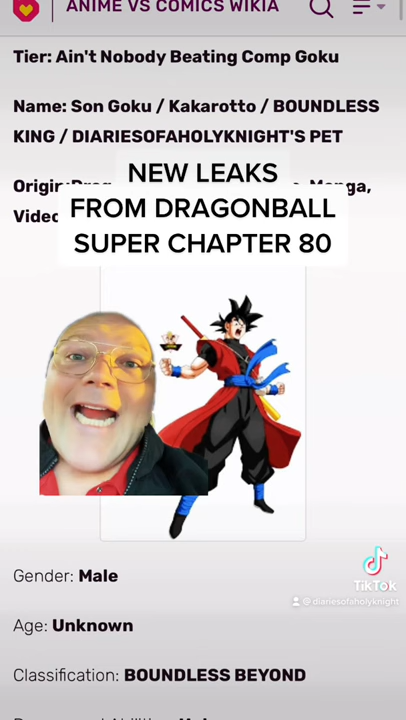 ANIME VS COMICS WIKIA
Tier: Ain't Nobody Beating Comp Goku
Name: Son Goku / Kakarotto / BOUNDLESS
KING / DIARIESOFAHOLYKNIGHT'S PET
Manga,
NEW LEAKS
FROM DRAGONBALL
SUPER CHAPTER 80
Gender: Male
Age: Unknown
Classification: BOUNDLESS BEYOND
TikTok
@diariesofaholyknight